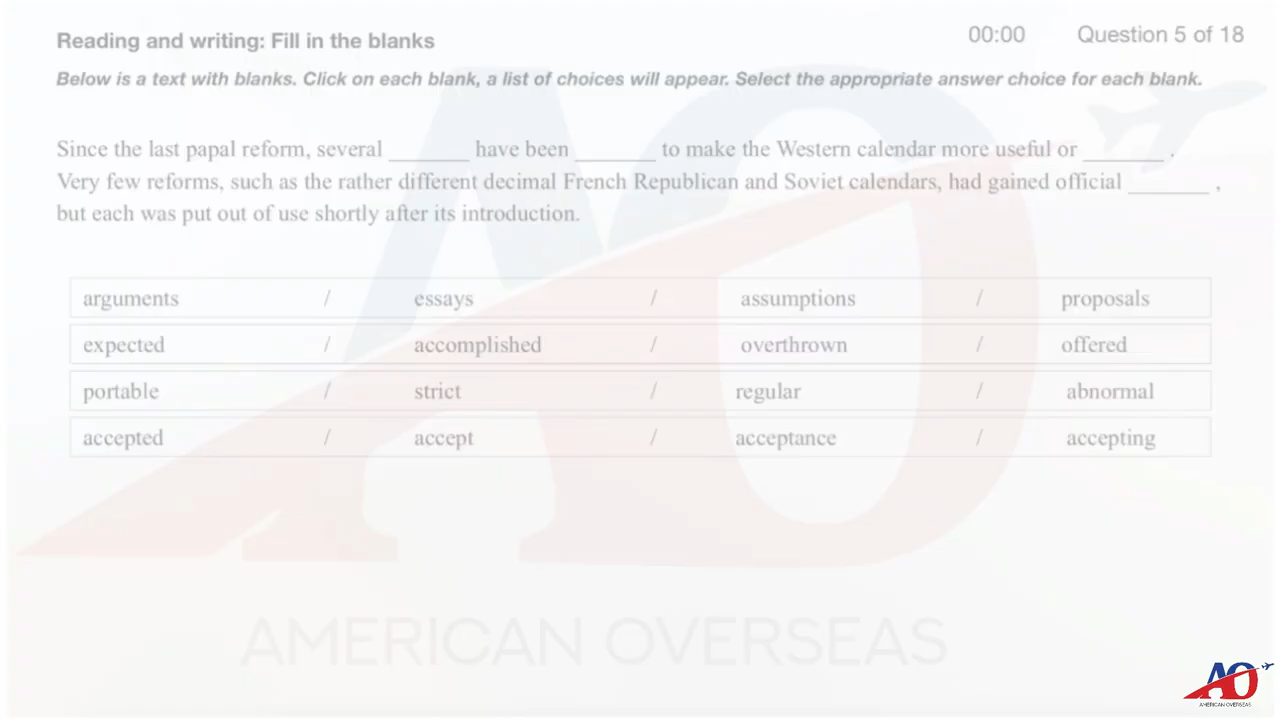 Reading and writing: Fill in the blanks
00:00 Question 5 of 18
Below is a text with blanks. Click on each blank, a list of choices will appear. Select the appropriate answer choice for each blank.
Since the last papal reform, several _______ have been _______ to make the Western calendar more useful or _______ .
Very few reforms, such as the rather different decimal French Republican and Soviet calendars, had gained official _______ ,
but each was put out of use shortly after its introduction.
arguments / essays / assumptions / proposals
expected / accomplished / overthrown / offered
portable / strict / regular / abnormal
accepted / accept / acceptance / accepting
AMERICAN OVERSEAS
AO
AMERICAN OVERSEAS